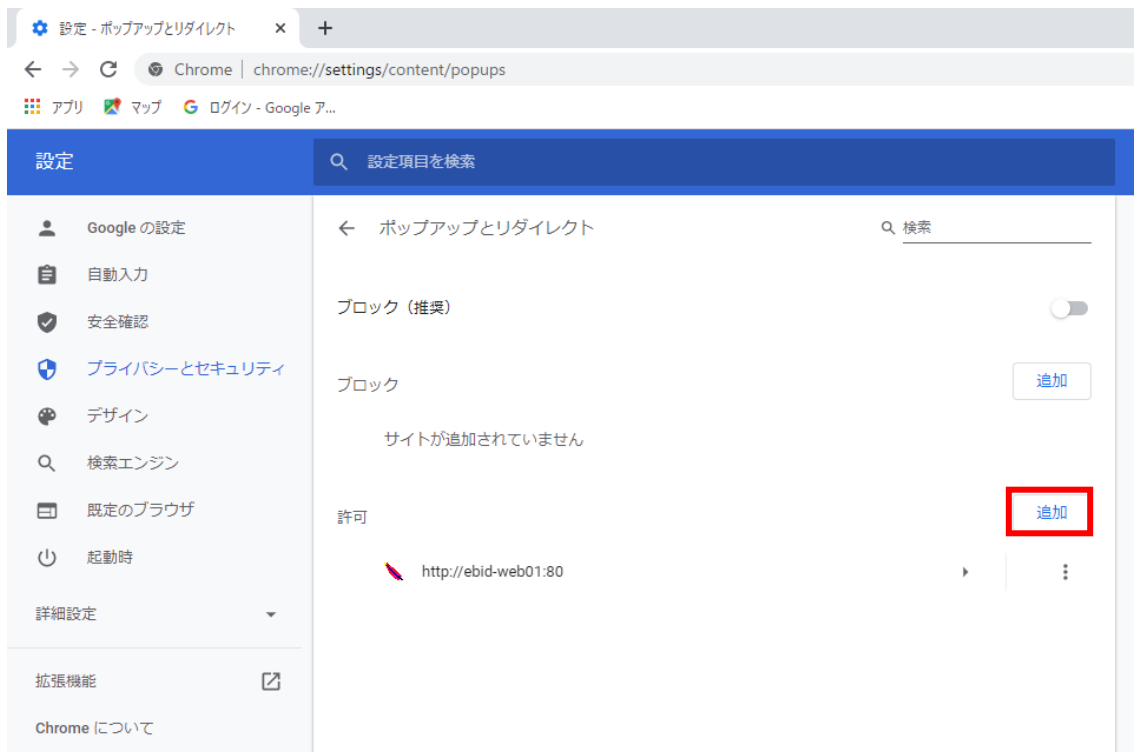 設定 - ポップアップとリダイレクト
Chrome | chrome://settings/content/popups
アプリ マップ ログイン - Google ア...
設定
設定項目を検索
Google の設定
自動入力
安全確認
プライバシーとセキュリティ
デザイン
検索エンジン
既定のブラウザ
起動時
詳細設定
拡張機能
Chrome について
ポップアップとリダイレクト
検索
ブロック（推奨）
ブロック
追加
サイトが追加されていません
許可
追加
http://ebid-web01:80